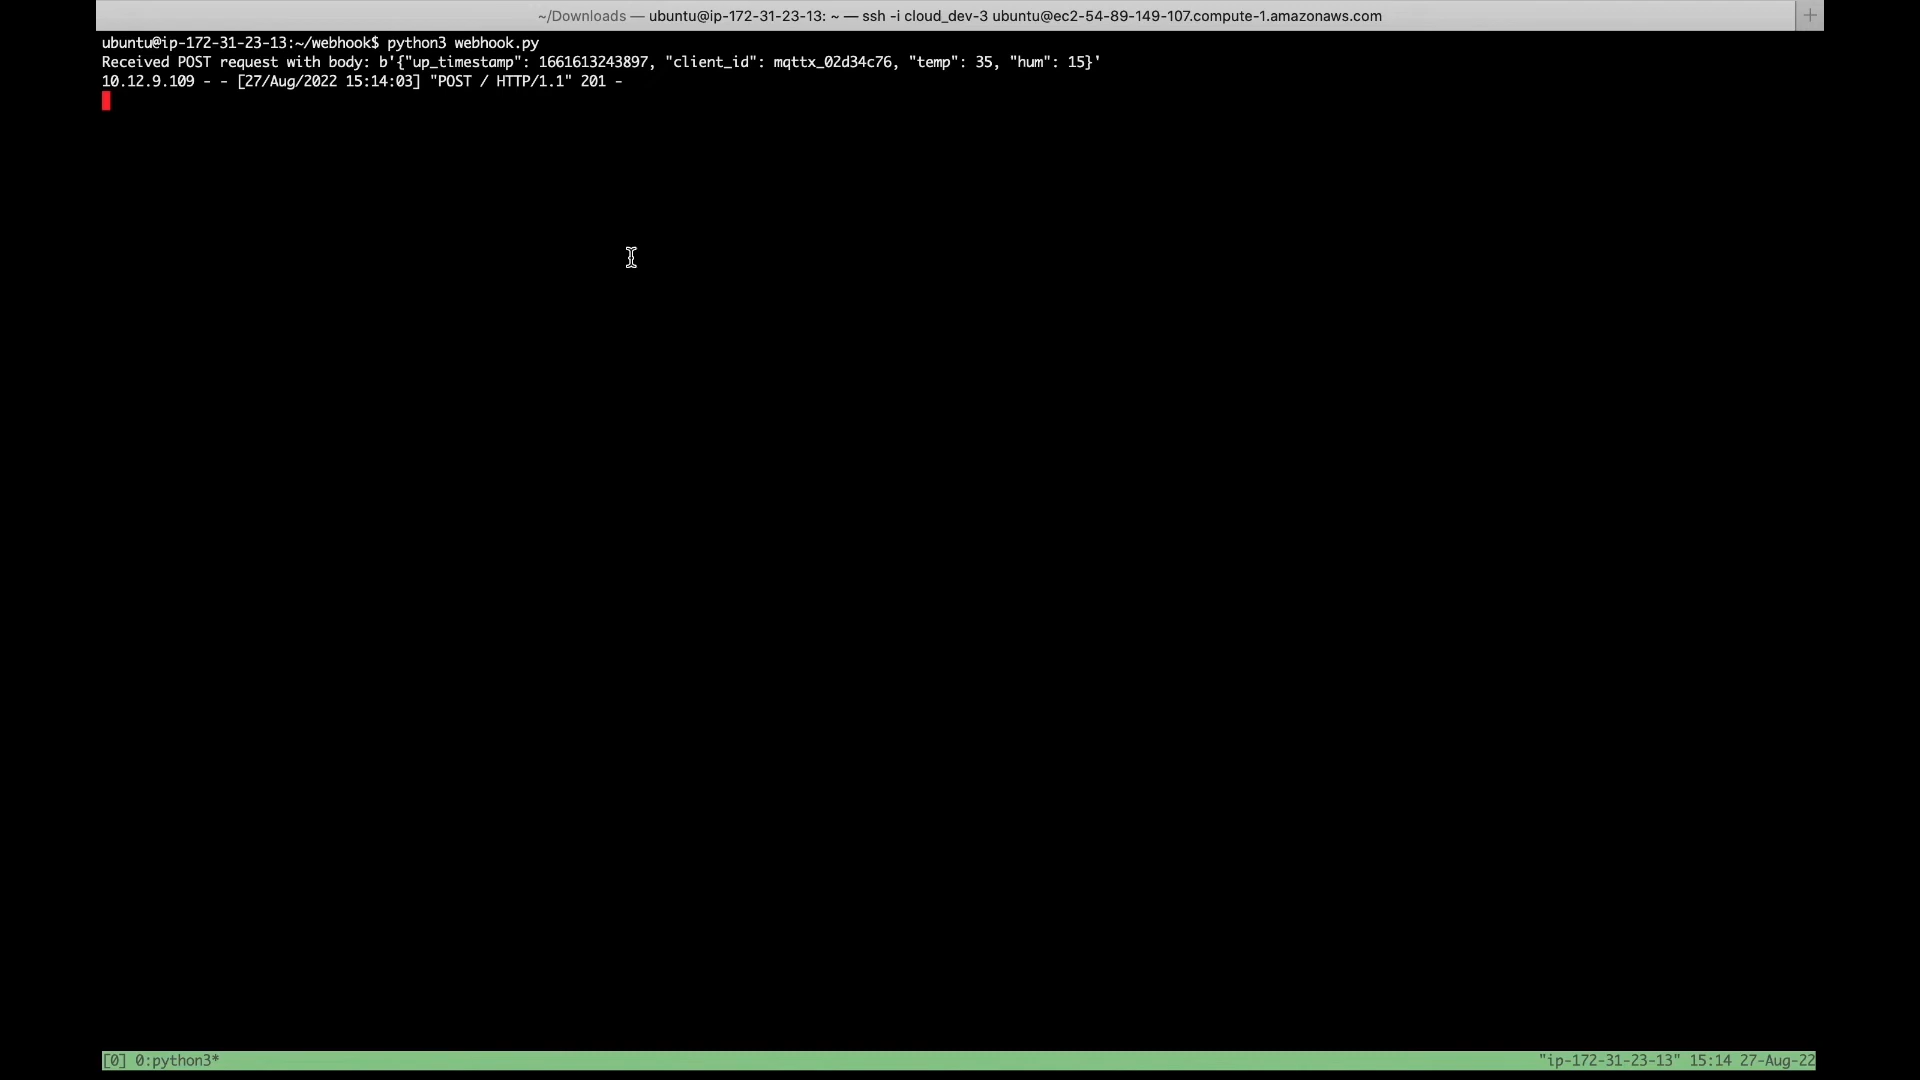 ~/Downloads — ubuntu@ip-172-31-23-13: ~ — ssh -i cloud_dev-3 ubuntu@ec2-54-89-149-107.compute-1.amazonaws.com
ubuntu@ip-172-31-23-13:~/webhook$ python3 webhook.py
Received POST request with body: b'{"up_timestamp": 1661613243897, "client_id": mqttx_02d34c76, "temp": 35, "hum": 15}'
10.12.9.109 - - [27/Aug/2022 15:14:03] "POST / HTTP/1.1" 201 -
[0] 0:python3* "ip-172-31-23-13" 15:14 27-Aug-22